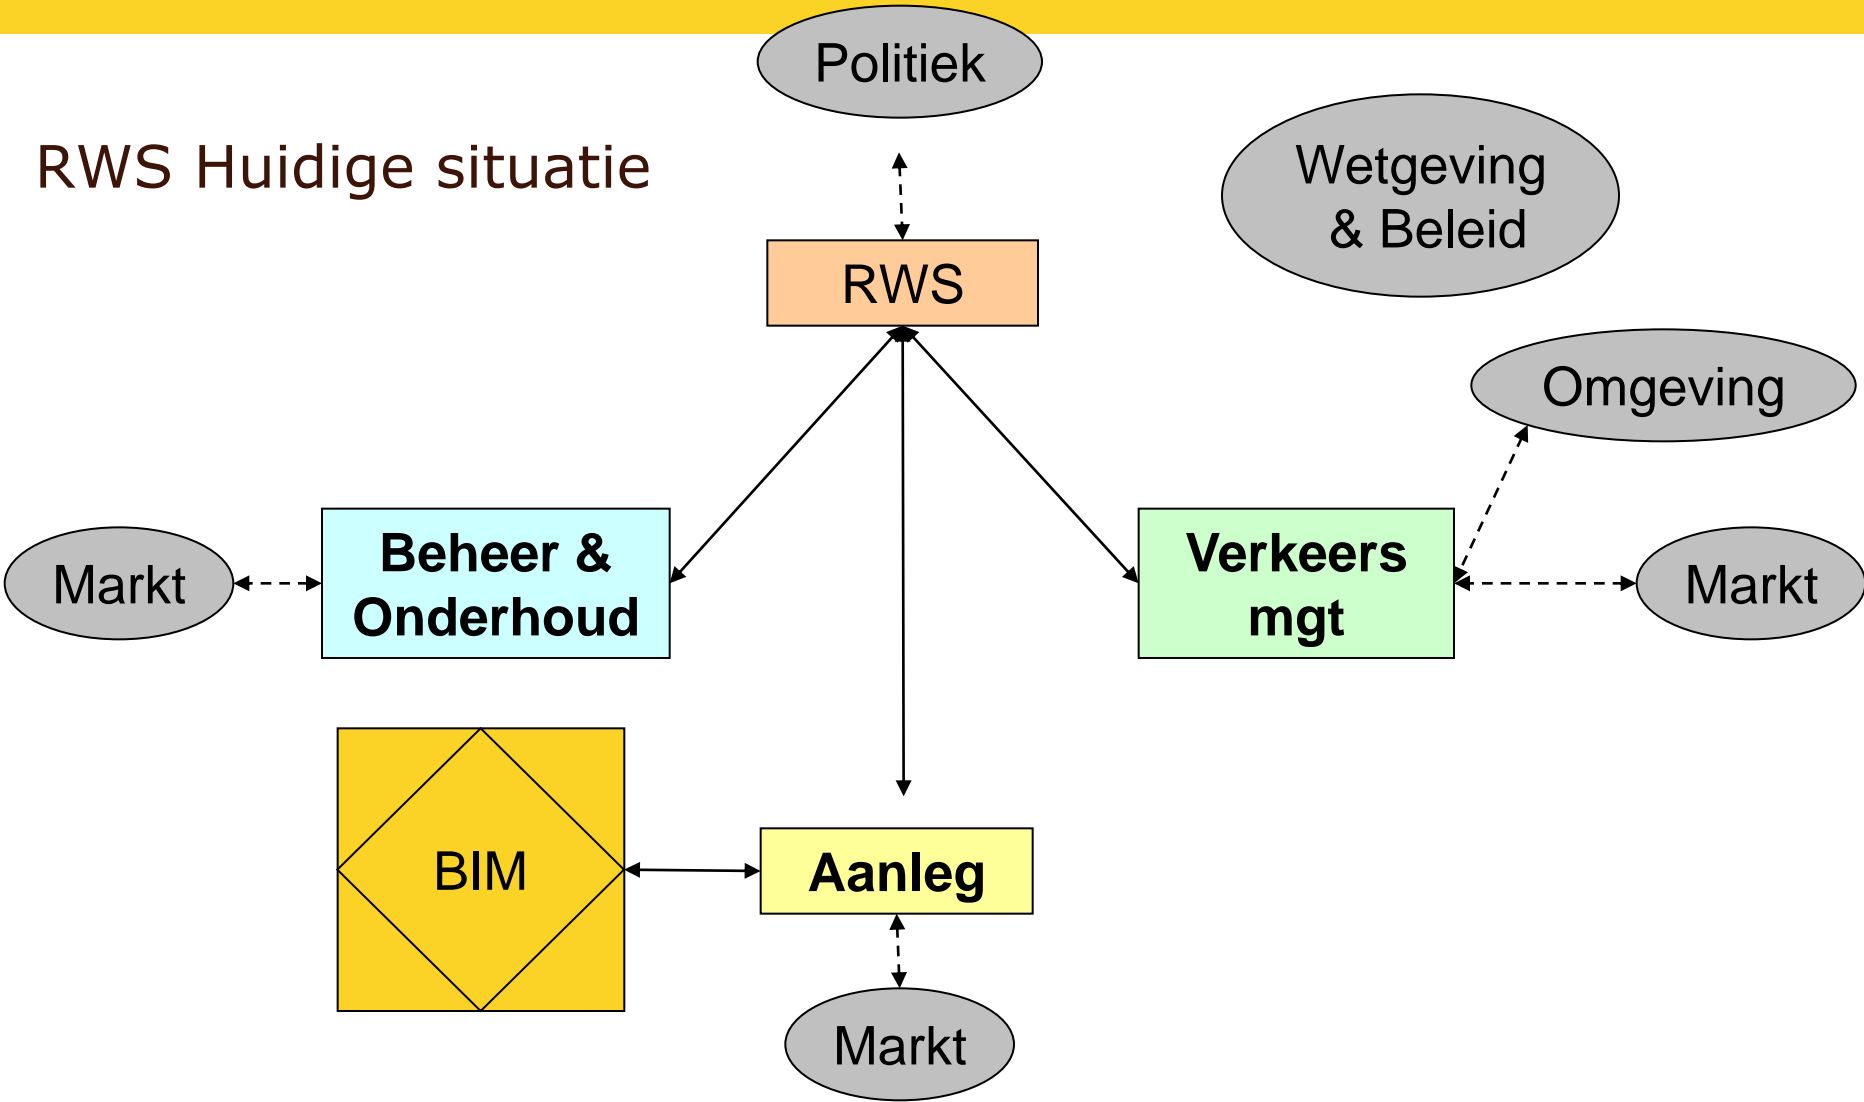 Politiek
RWS Huidige situatie
Wetgeving
& Beleid
RWS
Omgeving
Markt
Beheer &
Onderhoud
Verkeers
mgt
Markt
BIM
Aanleg
Markt